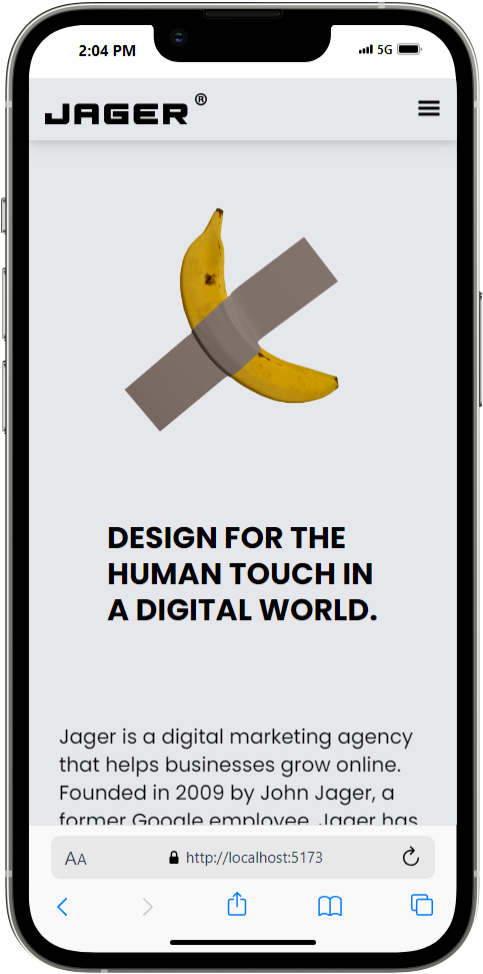 2:04 PM
5G
JAGER®
DESIGN FOR THE
HUMAN TOUCH IN
A DIGITAL WORLD.
Jager is a digital marketing agency
that helps businesses grow online.
Founded in 2009 by John Jager, a
former Google employee, Jager has
AA
http://localhost:5173